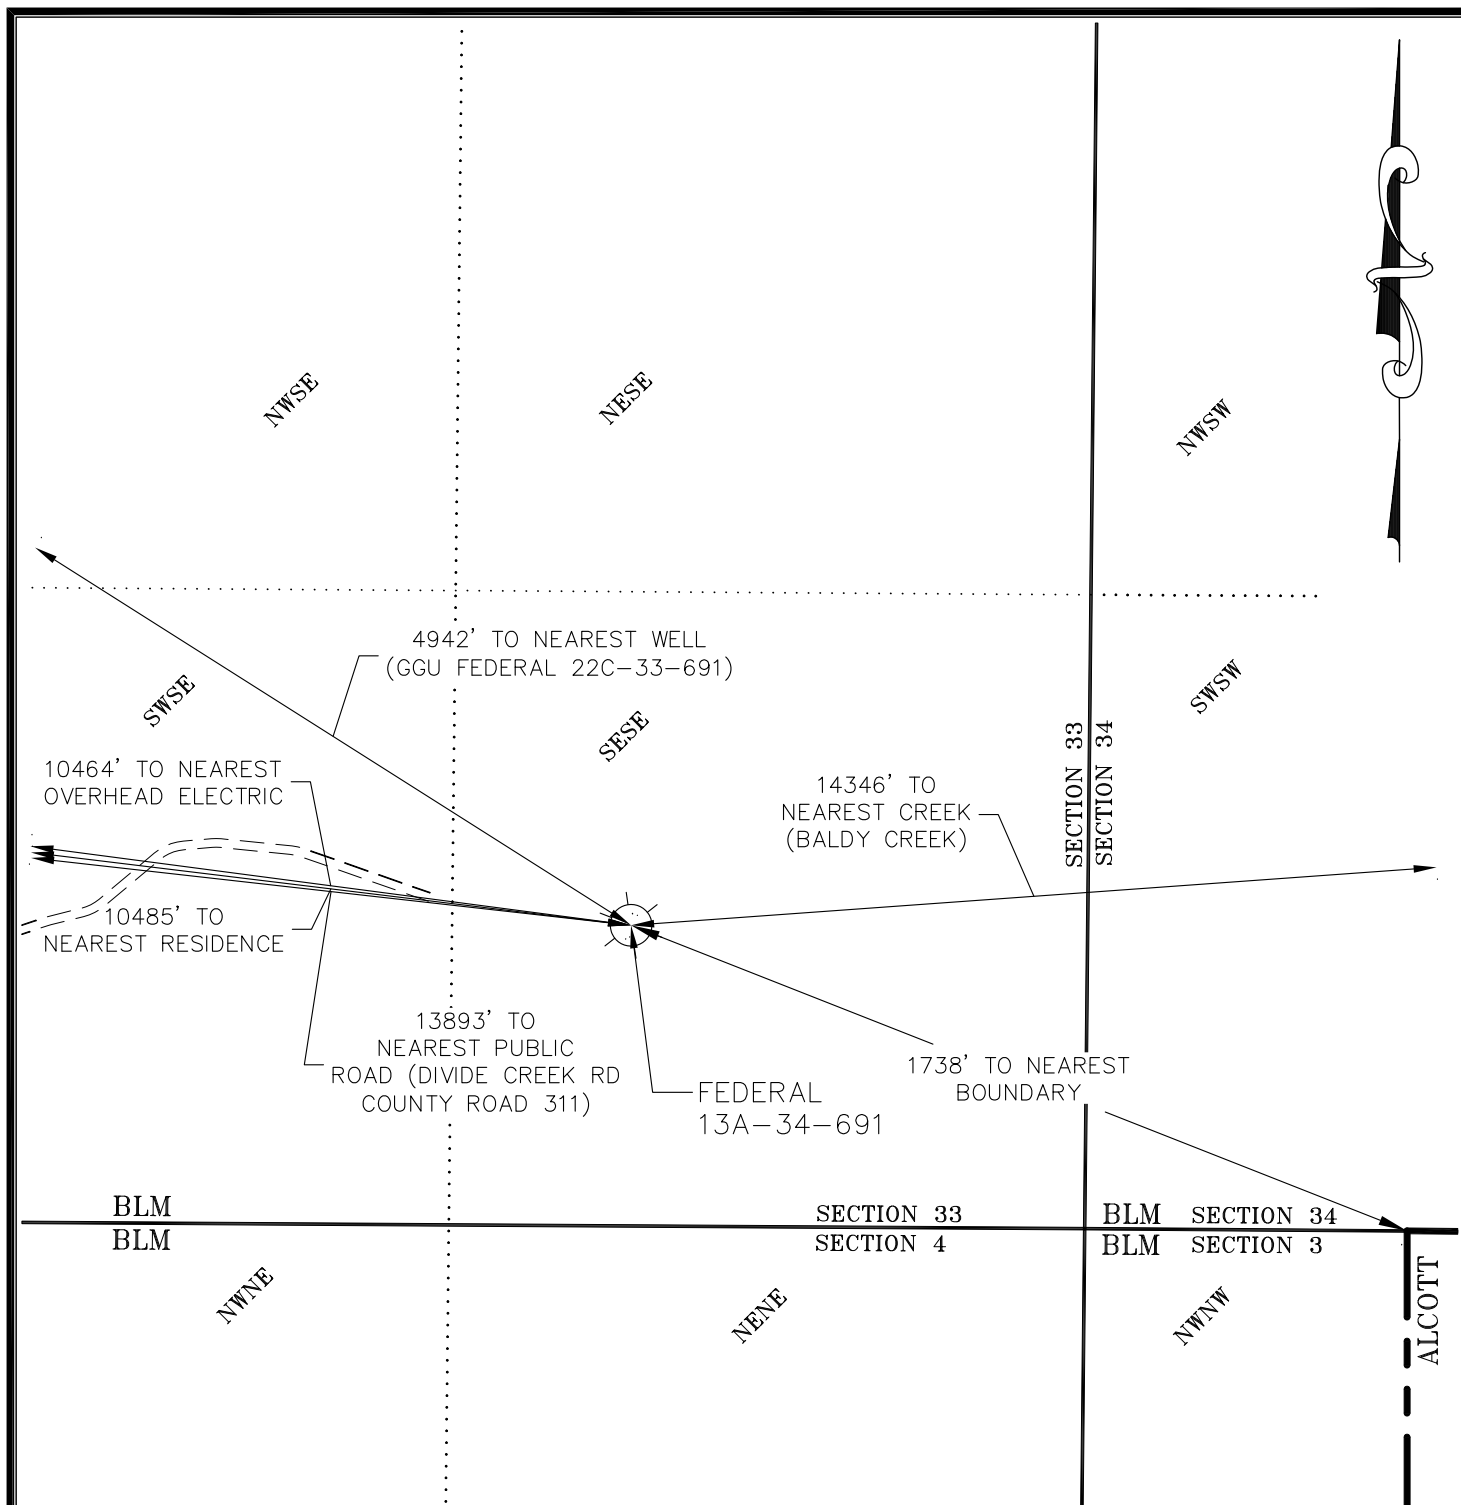 NWSE
NESE
NWSW
4942' TO NEAREST WELL
(GGU FEDERAL 22C-33-691)
SWSE
SESE
SWSW
SECTION 33
SECTION 34
10464' TO NEAREST
OVERHEAD ELECTRIC
14346' TO
NEAREST CREEK
(BALDY CREEK)
10485' TO
NEAREST RESIDENCE
13893' TO
NEAREST PUBLIC
ROAD (DIVIDE CREEK RD
COUNTY ROAD 311)
FEDERAL
13A-34-691
1738' TO NEAREST
BOUNDARY
BLM
BLM
SECTION 33
SECTION 4
BLM SECTION 34
BLM SECTION 3
NWNE
NENE
NWNW
ALCOTT